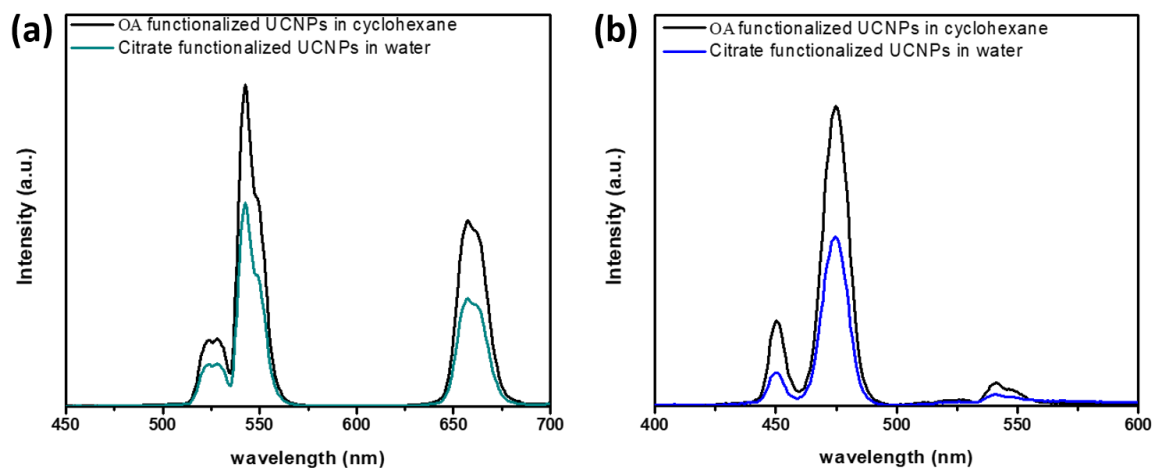 (a)
OA functionalized UCNPs in cyclohexane
Citrate functionalized UCNPs in water
Intensity (a.u.)
450 500 550 600 650 700
wavelength (nm)
(b)
OA functionalized UCNPs in cyclohexane
Citrate functionalized UCNPs in water
Intensity (a.u.)
400 450 500 550 600
wavelength (nm)